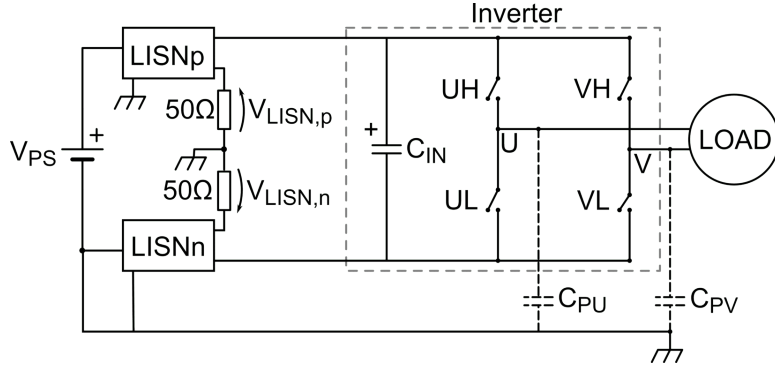 Inverter
LISNp
UH
VH
50Ω
V_LISN,p
+
V_PS
+
C_IN
U
V
LOAD
50Ω
V_LISN,n
UL
VL
LISNn
C_PU
C_PV